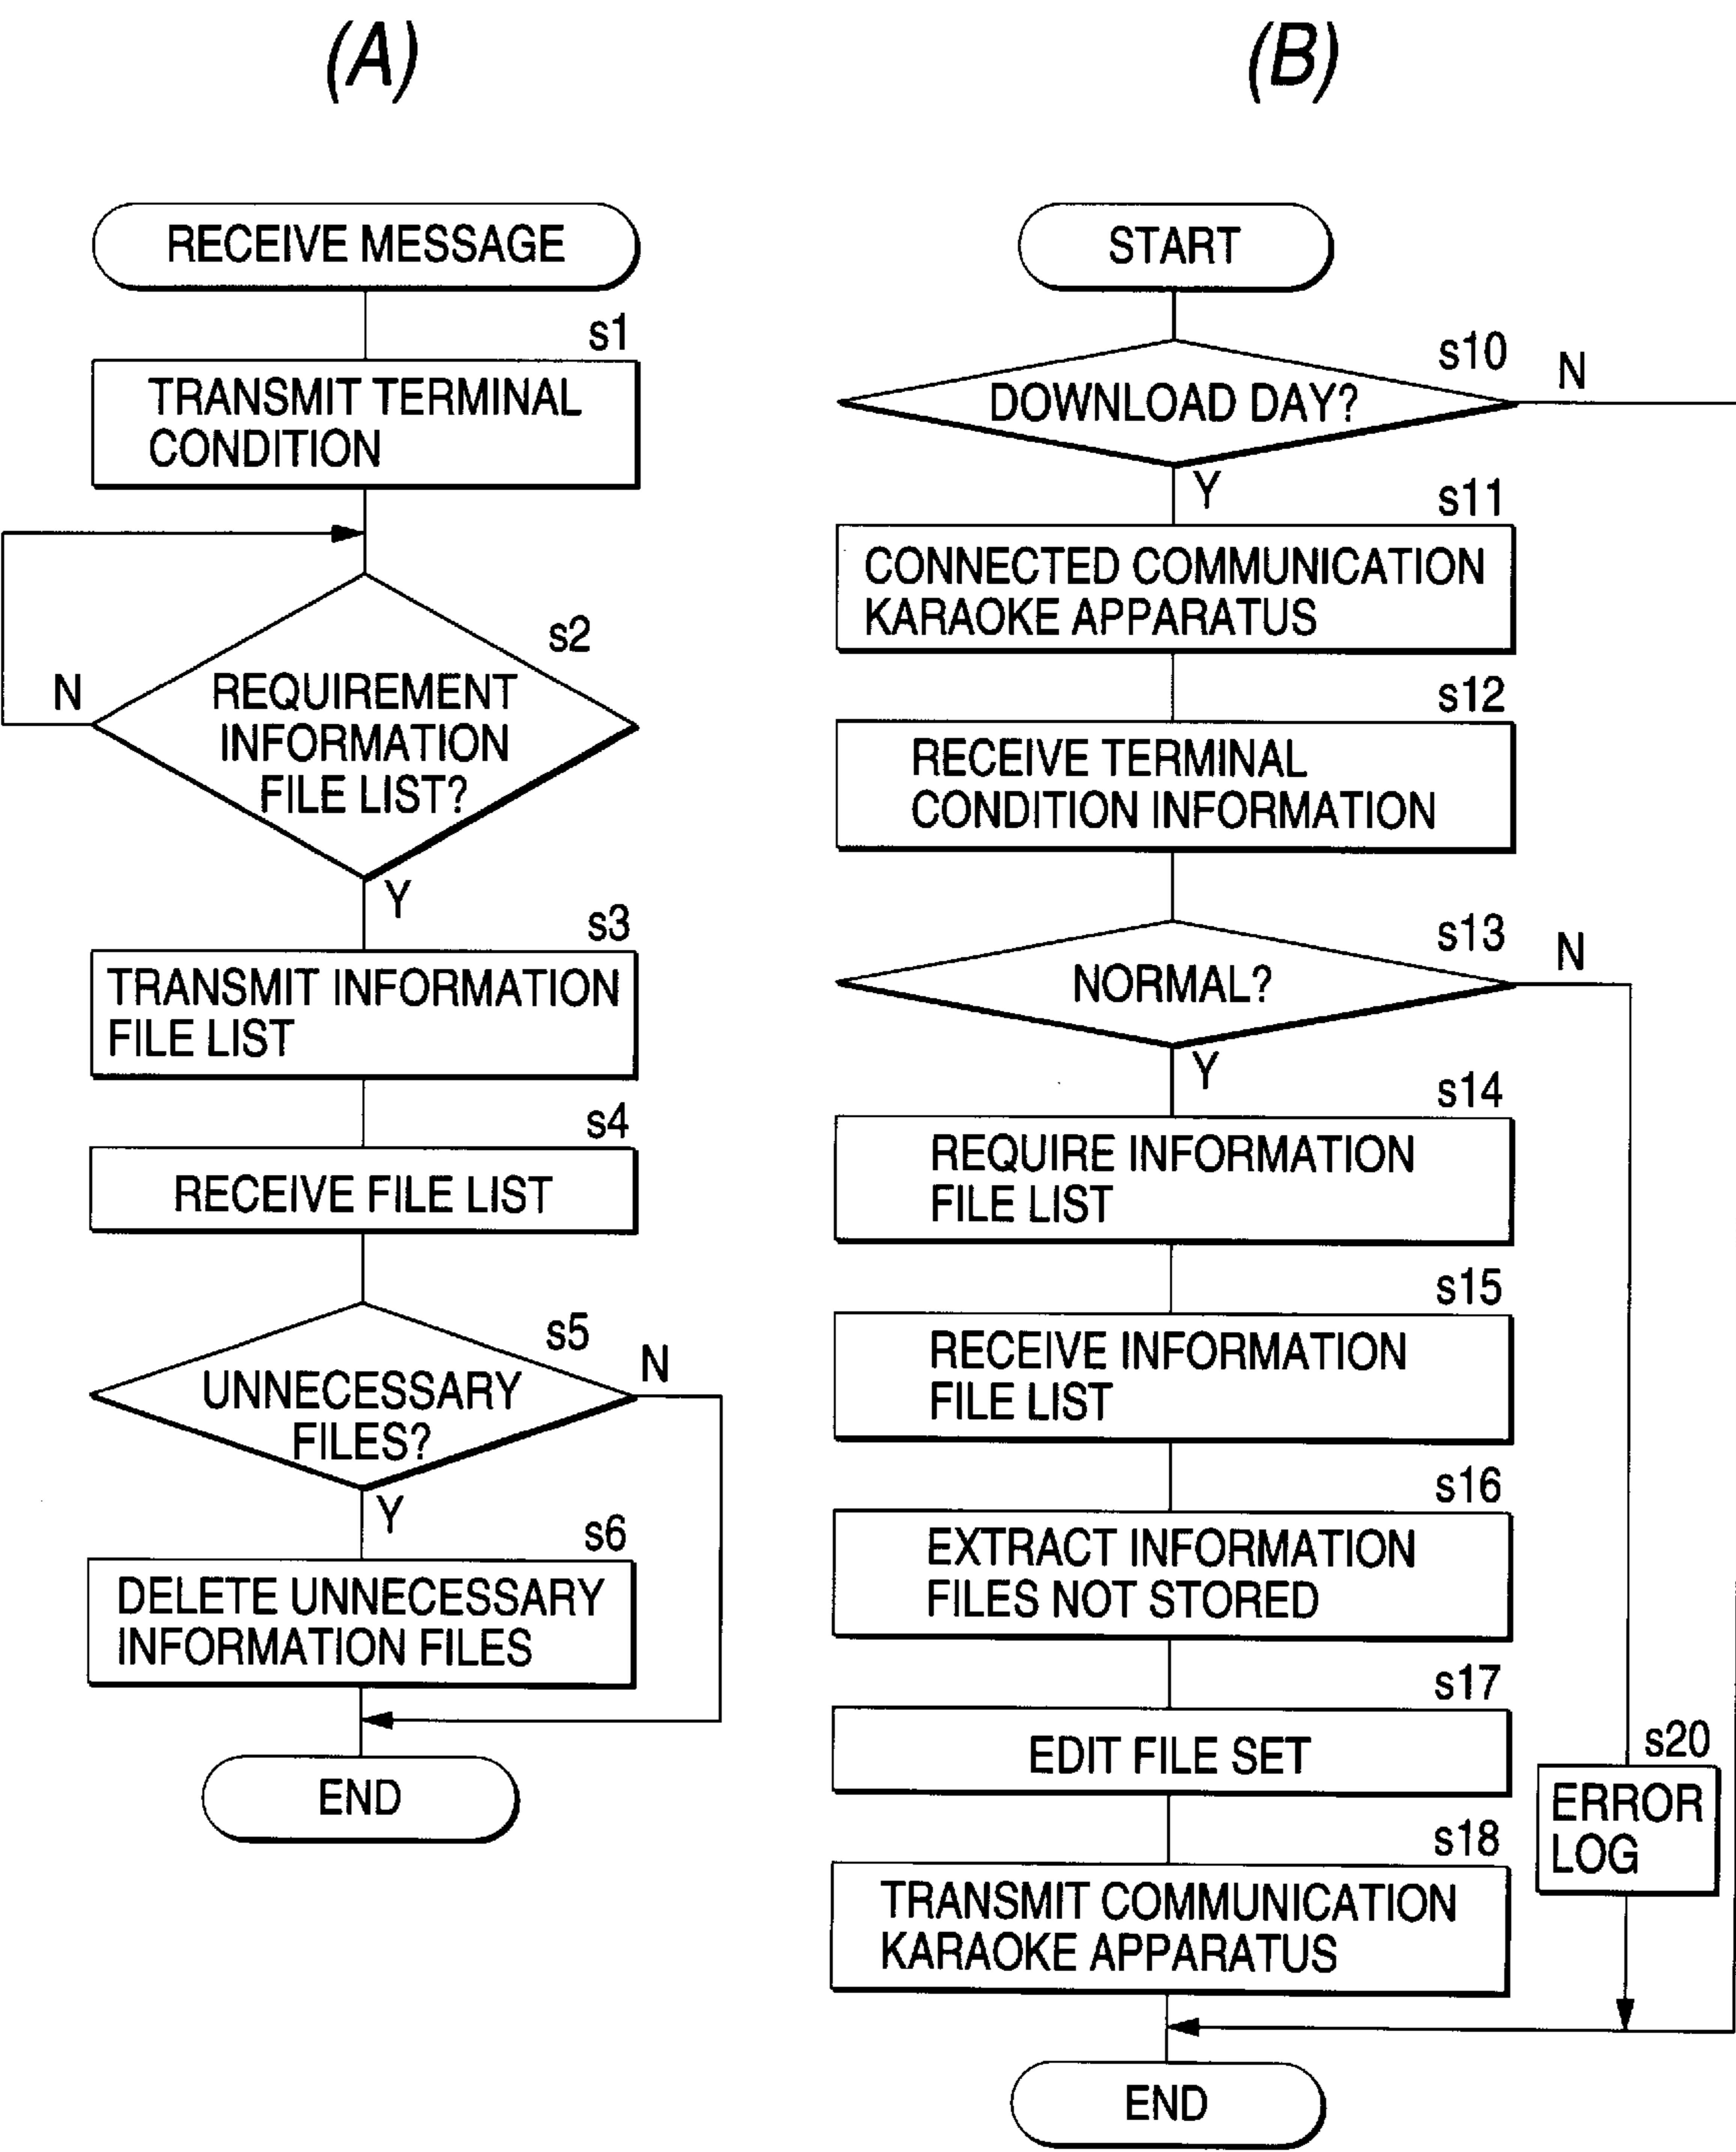 (A)
RECEIVE MESSAGE
s1
TRANSMIT TERMINAL
CONDITION
s2
N
REQUIREMENT
INFORMATION
FILE LIST?
Y
s3
TRANSMIT INFORMATION
FILE LIST
s4
RECEIVE FILE LIST
s5
N
UNNECESSARY
FILES?
Y
s6
DELETE UNNECESSARY
INFORMATION FILES
END
(B)
START
s10
N
DOWNLOAD DAY?
Y
s11
CONNECTED COMMUNICATION
KARAOKE APPARATUS
s12
RECEIVE TERMINAL
CONDITION INFORMATION
s13
N
NORMAL?
Y
s14
REQUIRE INFORMATION
FILE LIST
s15
RECEIVE INFORMATION
FILE LIST
s16
EXTRACT INFORMATION
FILES NOT STORED
s17
EDIT FILE SET
s20
ERROR
LOG
s18
TRANSMIT COMMUNICATION
KARAOKE APPARATUS
END